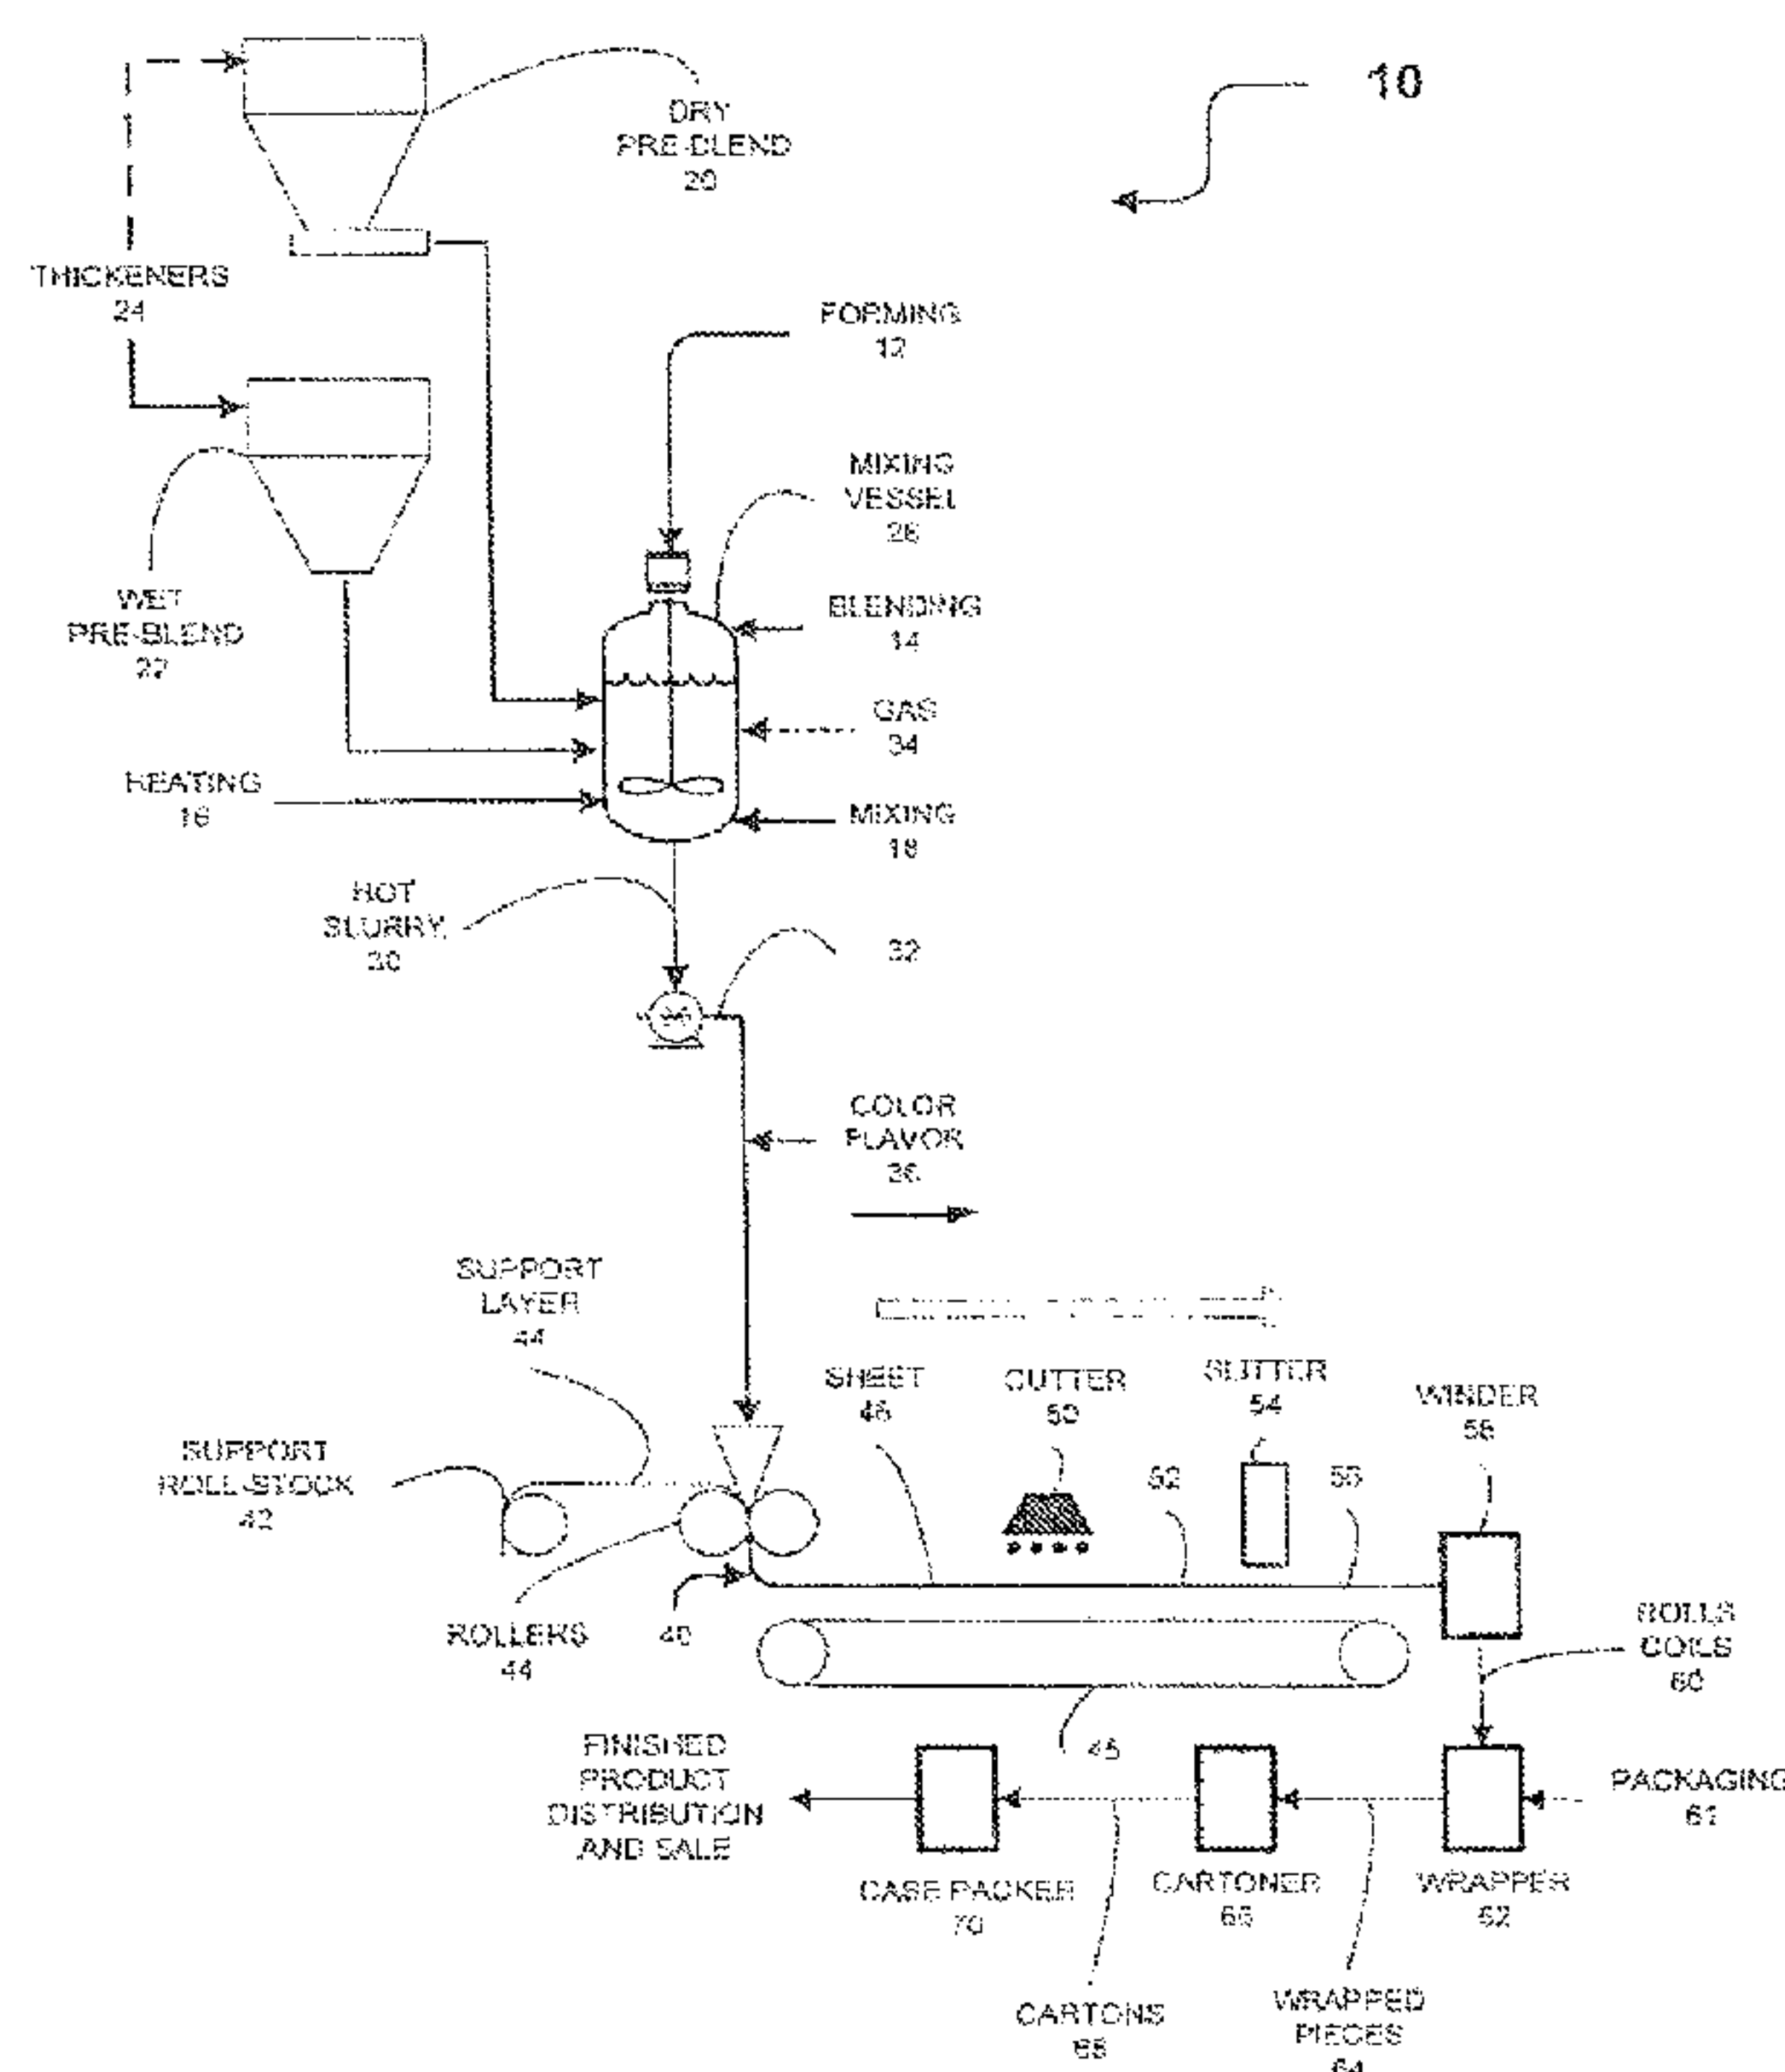 10
DRY
PRE-BLEND
20
THICKENERS
24
FORMING
12
MIXING
VESSEL
26
WET
PRE-BLEND
22
BLENDING
14
GAS
34
HEATING
16
MIXING
18
HOT
SLURRY
30
32
COLOR
FLAVOR
36
SUPPORT
LAYER
44
SHEET
46
CUTTER
50
SLITTER
54
WINDER
58
SUPPORT
ROLL-STOCK
42
52
56
ROLLERS
44
40
ROLLS
COILS
60
48
FINISHED
PRODUCT
DISTRIBUTION
AND SALE
PACKAGING
61
CASE PACKER
70
CARTONER
66
WRAPPER
62
CARTONS
68
WRAPPED
PIECES
64